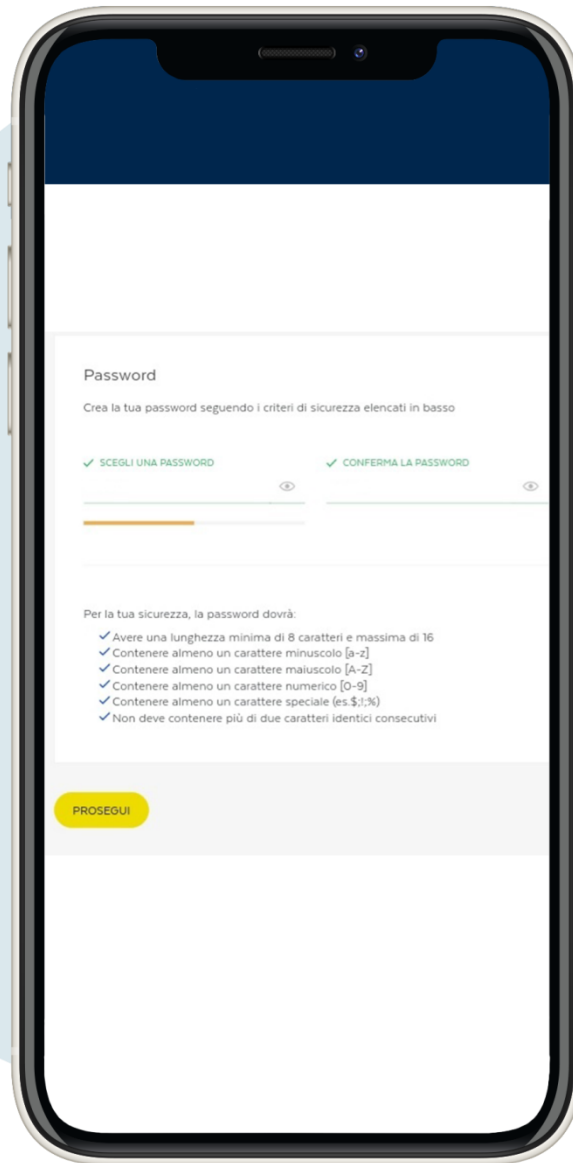 Password
Crea la tua password seguendo i criteri di sicurezza elencati in basso
SCEGLI UNA PASSWORD
CONFERMA LA PASSWORD
Per la tua sicurezza, la password dovrà:
Avere una lunghezza minima di 8 caratteri e massima di 16
Contenere almeno un carattere minuscolo [a-z]
Contenere almeno un carattere maiuscolo [A-Z]
Contenere almeno un carattere numerico [0-9]
Contenere almeno un carattere speciale (es.$;!;%)
Non deve contenere più di due caratteri identici consecutivi
PROSEGUI